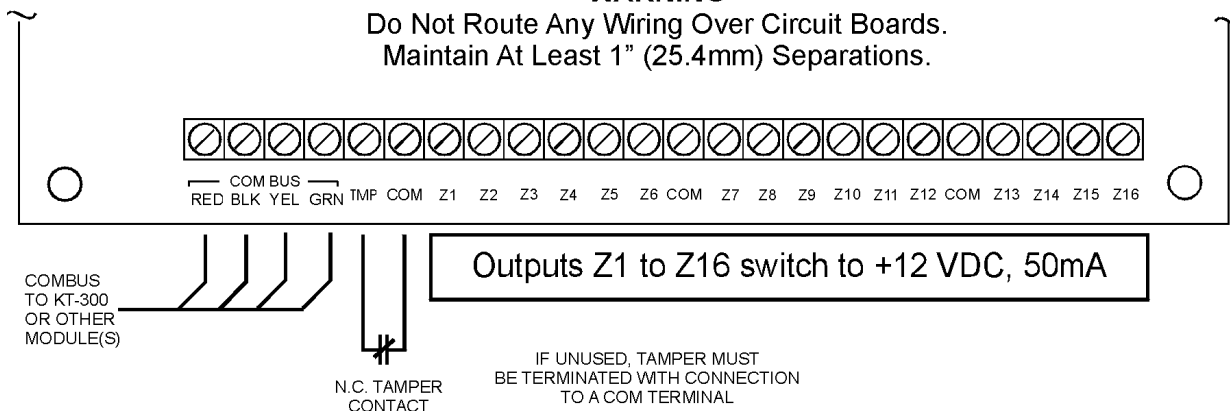 Do Not Route Any Wiring Over Circuit Boards.
Maintain At Least 1” (25.4mm) Separations.
COM BUS
RED BLK YEL GRN TMP COM Z1 Z2 Z3 Z4 Z5 Z6 COM Z7 Z8 Z9 Z10 Z11 Z12 COM Z13 Z14 Z15 Z16
Outputs Z1 to Z16 switch to +12 VDC, 50mA
COMBUS
TO KT-300
OR OTHER
MODULE(S)
N.C. TAMPER
CONTACT
IF UNUSED, TAMPER MUST
BE TERMINATED WITH CONNECTION
TO A COM TERMINAL